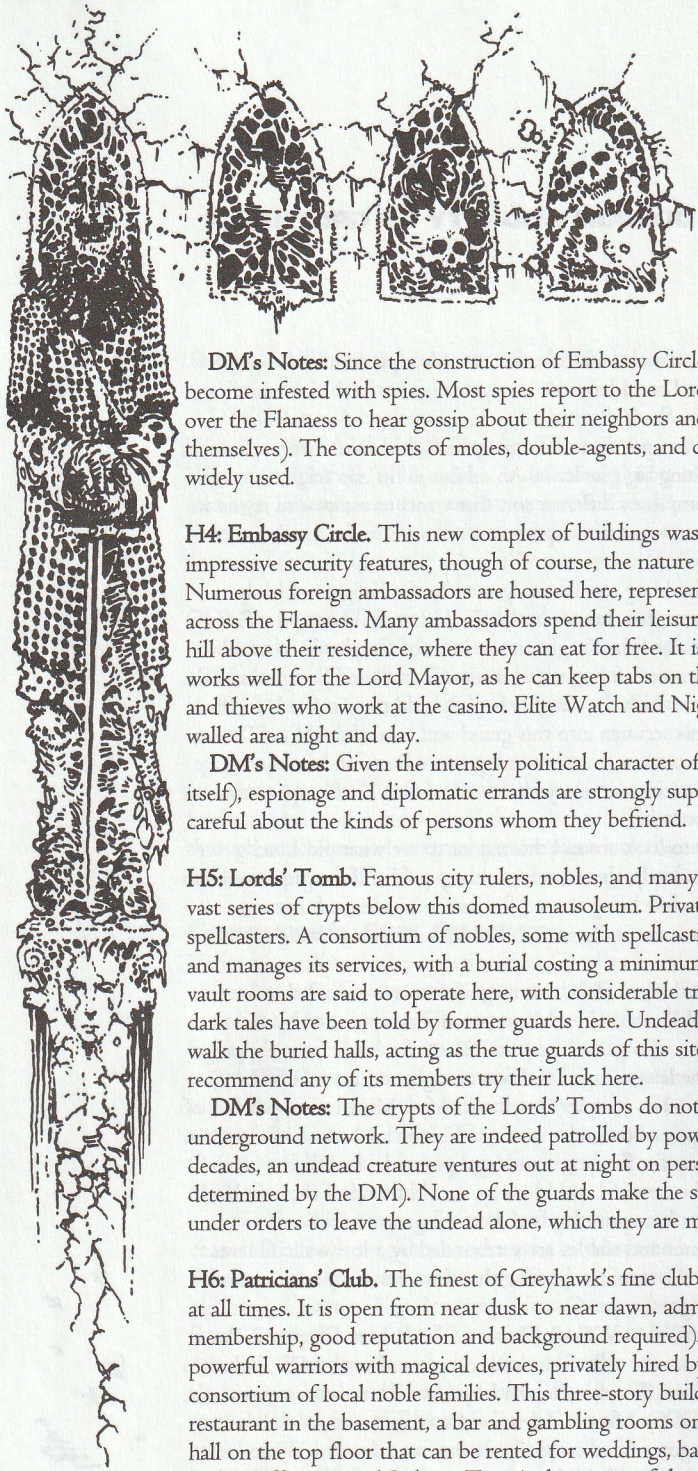 DM's Notes: Since the construction of Embassy Circl
become infested with spies. Most spies report to the Lor
over the Flanaess to hear gossip about their neighbors an
themselves). The concepts of moles, double-agents, and
widely used.
H4: Embassy Circle. This new complex of buildings was
impressive security features, though of course, the nature
Numerous foreign ambassadors are housed here, represen
across the Flanaess. Many ambassadors spend their leisur
hill above their residence, where they can eat for free. It i
works well for the Lord Mayor, as he can keep tabs on t
and thieves who work at the casino. Elite Watch and Ni
walled area night and day.
DM's Notes: Given the intensely political character of
itself), espionage and diplomatic errands are strongly sup
careful about the kinds of persons whom they befriend.
H5: Lords' Tomb. Famous city rulers, nobles, and many
vast series of crypts below this domed mausoleum. Privat
spellcasters. A consortium of nobles, some with spellcast
and manages its services, with a burial costing a minimum
vault rooms are said to operate here, with considerable tr
dark tales have been told by former guards here. Undead
walk the buried halls, acting as the true guards of this site
recommend any of its members try their luck here.
DM's Notes: The crypts of the Lords' Tombs do not
underground network. They are indeed patrolled by pow
decades, an undead creature ventures out at night on pers
determined by the DM). None of the guards make the s
under orders to leave the undead alone, which they are m
H6: Patricians' Club. The finest of Greyhawk's fine club
at all times. It is open from near dusk to near dawn, adm
membership, good reputation and background required)
powerful warriors with magical devices, privately hired b
consortium of local noble families. This three-story build
restaurant in the basement, a bar and gambling rooms on
hall on the top floor that can be rented for weddings, ba